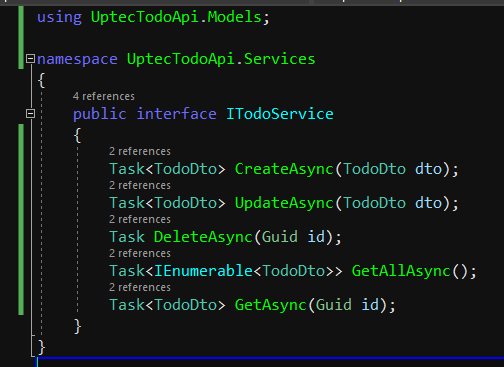 using UptecTodoApi.Models;
namespace UptecTodoApi.Services
{
4 references
public interface ITodoService
{
2 references
Task<TodoDto> CreateAsync(TodoDto dto);
2 references
Task<TodoDto> UpdateAsync(TodoDto dto);
2 references
Task DeleteAsync(Guid id);
2 references
Task<IEnumerable<TodoDto>> GetAllAsync();
2 references
Task<TodoDto> GetAsync(Guid id);
}
}